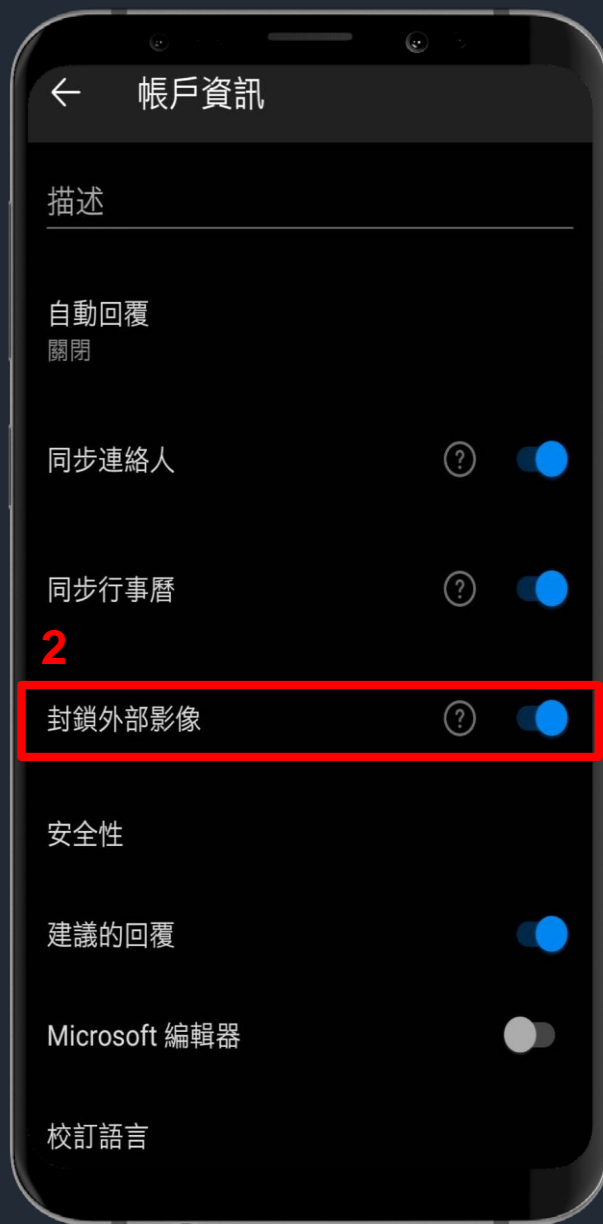 帳戶資訊
描述
自動回覆
關閉
同步連絡人
?
同步行事曆
?
2
封鎖外部影像
?
安全性
建議的回覆
Microsoft 編輯器
校訂語言